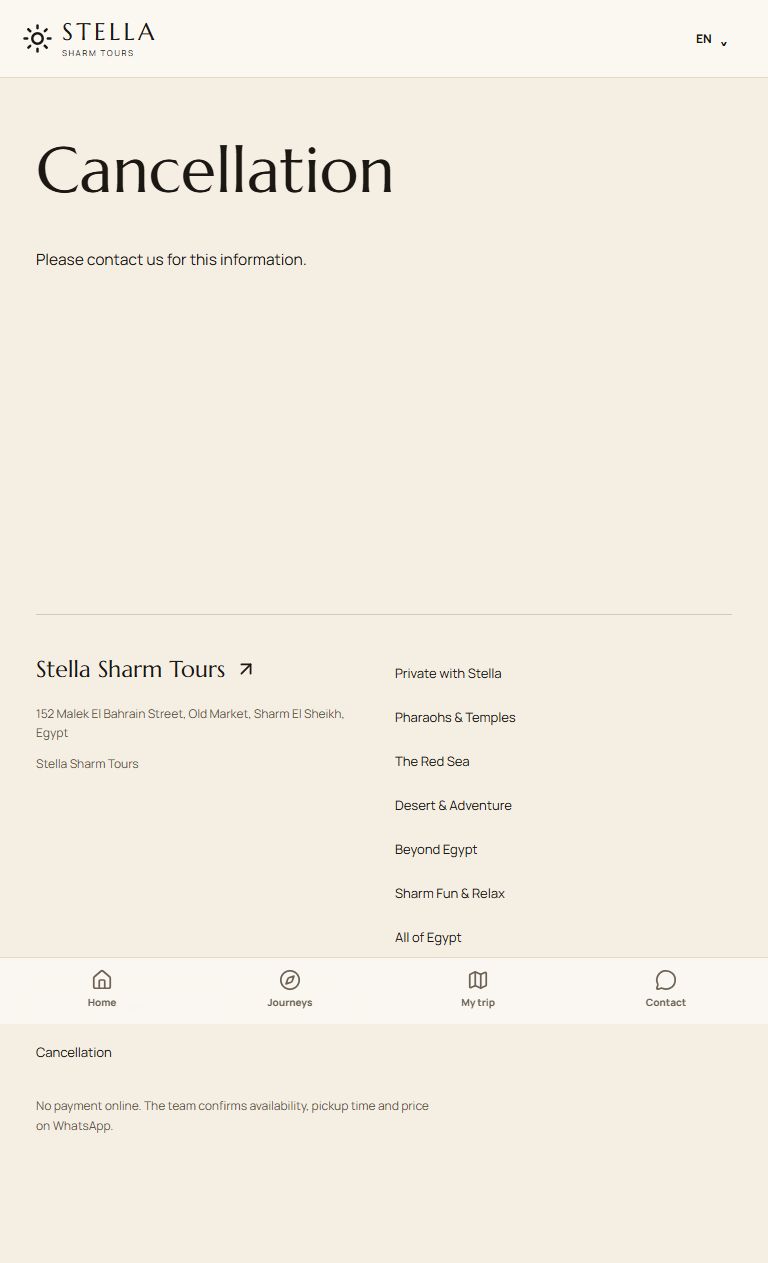 STELLA
SHARM TOURS
EN
Cancellation
Please contact us for this information.
Stella Sharm Tours
152 Malek El Bahrain Street, Old Market, Sharm El Sheikh,
Egypt
Stella Sharm Tours
Private with Stella
Pharaohs & Temples
The Red Sea
Desert & Adventure
Beyond Egypt
Sharm Fun & Relax
All of Egypt
Home
Journeys
My trip
Contact
Cancellation
No payment online. The team confirms availability, pickup time and price
on WhatsApp.